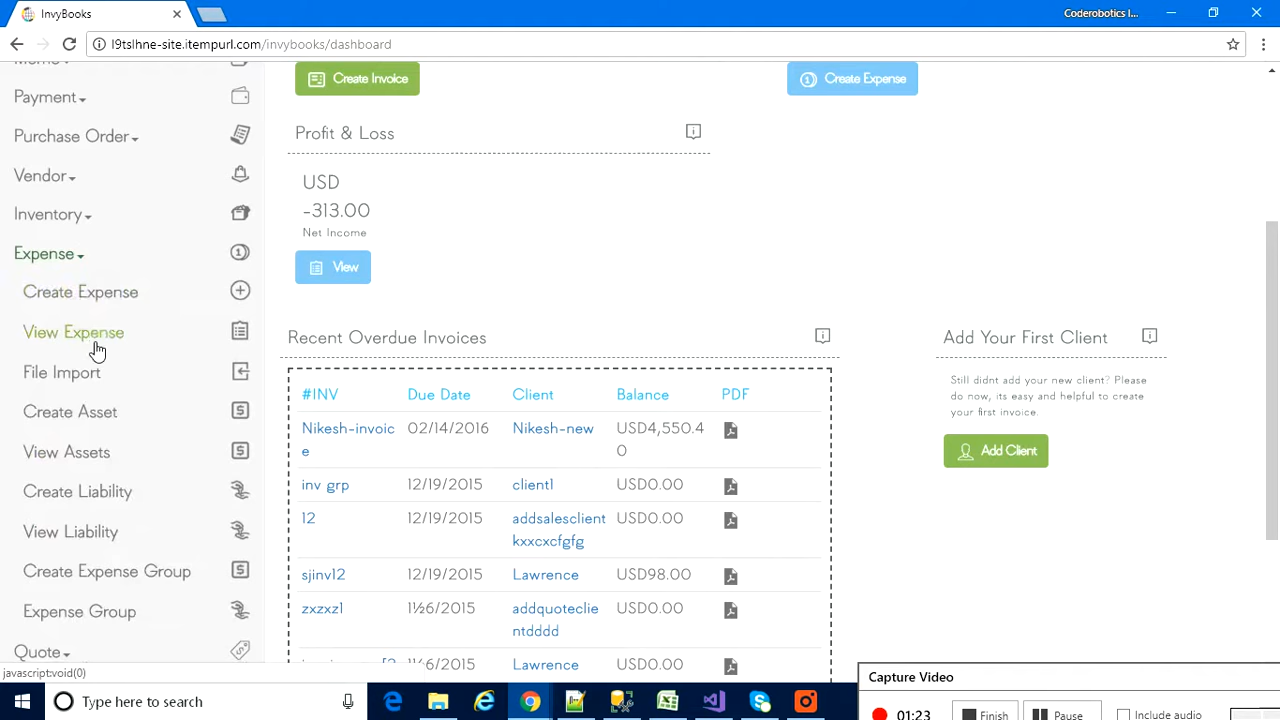 InvyBooks
Coderobotics I...
l9tslhne-site.itempurl.com/invybooks/dashboard
Payment
Purchase Order
Vendor
Inventory
Expense
Create Expense
View Expense
File Import
Create Asset
View Assets
Create Liability
View Liability
Create Expense Group
Expense Group
Quote
javascript:void(0)
Create Invoice
Create Expense
Profit & Loss
USD
-313.00
Net Income
View
Recent Overdue Invoices
#INV Due Date Client Balance PDF
Nikesh-invoic 02/14/2016 Nikesh-new USD4,550.4
e 0
inv grp 12/19/2015 client1 USD0.00
12 12/19/2015 addsalesclient USD0.00
kxxcxcfgfg
sjinv12 12/19/2015 Lawrence USD98.00
zxzxz1 11/26/2015 addquoteclie USD0.00
ntdddd
Lawrence USD0.00
Add Your First Client
Still didnt add your new client? Please
do now, its easy and helpful to create
your first invoice.
Add Client
Type here to search
Capture Video
01:23 Finish Pause Include audio